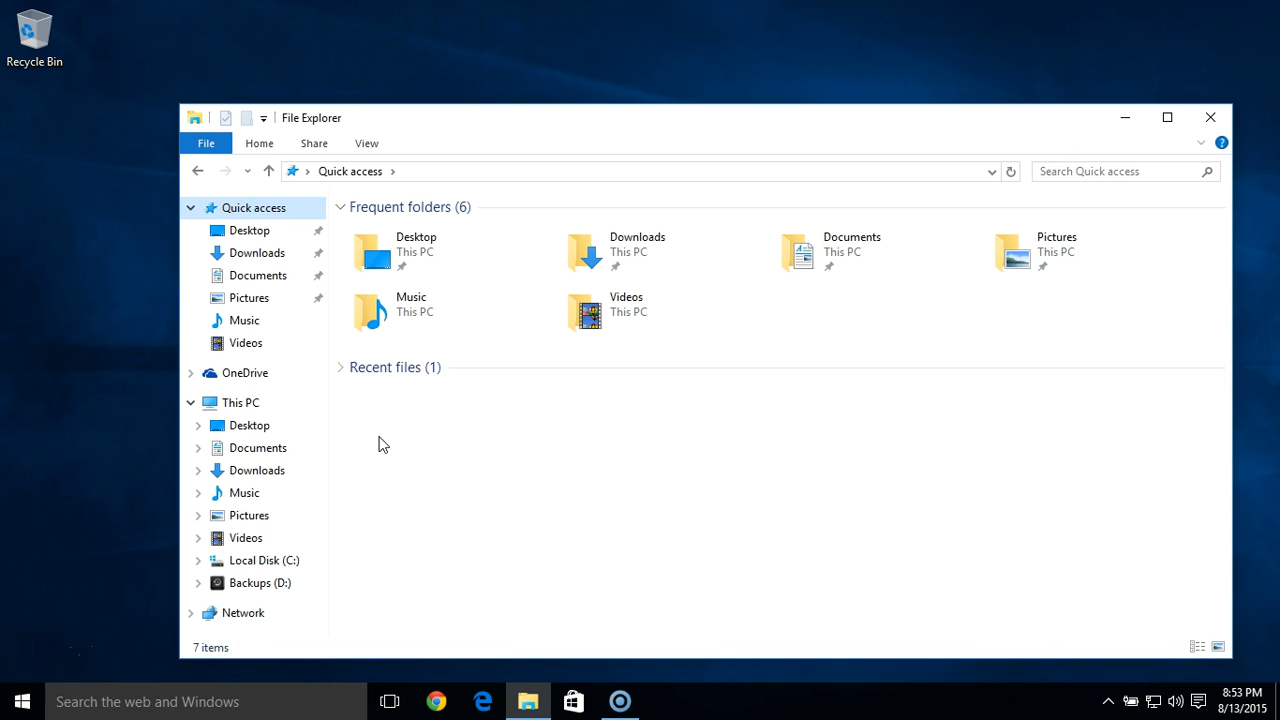 Recycle Bin
File Explorer
File Home Share View
Quick access
Search Quick access
Quick access
Desktop
Downloads
Documents
Pictures
Music
Videos
OneDrive
This PC
Desktop
Documents
Downloads
Music
Pictures
Videos
Local Disk (C:)
Backups (D:)
Network
Frequent folders (6)
Desktop
This PC
Downloads
This PC
Documents
This PC
Pictures
This PC
Music
This PC
Videos
This PC
Recent files (1)
7 items
Search the web and Windows
8:53 PM
8/13/2015